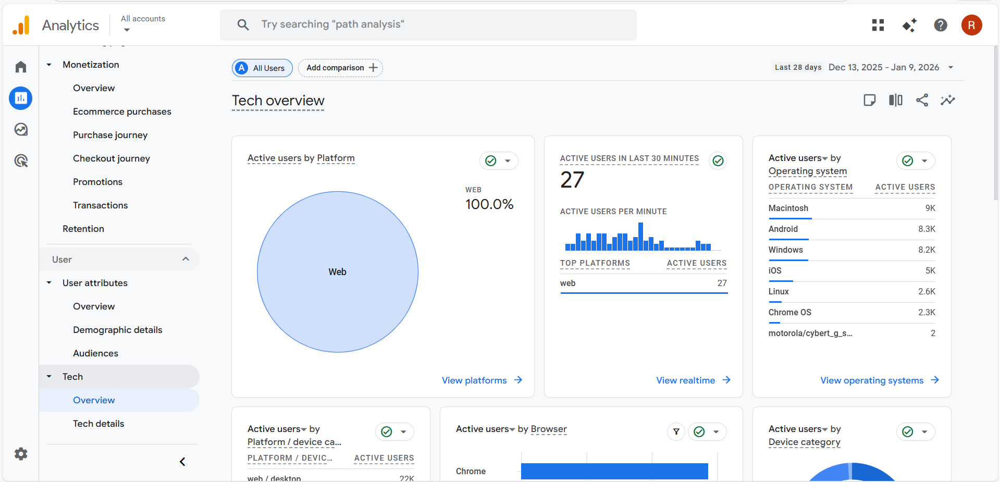 Analytics
All accounts
Try searching "path analysis"
R
Monetization
Overview
Ecommerce purchases
Purchase journey
Checkout journey
Promotions
Transactions
Retention
User
User attributes
Overview
Demographic details
Audiences
Tech
Overview
Tech details
A All Users
Add comparison
Last 28 days Dec 13, 2025 - Jan 9, 2026
Tech overview
Active users by Platform
WEB
100.0%
Web
View platforms
ACTIVE USERS IN LAST 30 MINUTES
27
ACTIVE USERS PER MINUTE
TOP PLATFORMS ACTIVE USERS
web 27
View realtime
Active users by
Operating system
OPERATING SYSTEM ACTIVE USERS
Macintosh 9K
Android 8.3K
Windows 8.2K
iOS 5K
Linux 2.6K
Chrome OS 2.3K
motorola/cybert_g_s... 2
View operating systems
Active users by
Platform / device ca...
PLATFORM / DEVIC... ACTIVE USERS
web / desktop 22K
Active users by Browser
Chrome
Active users by
Device category